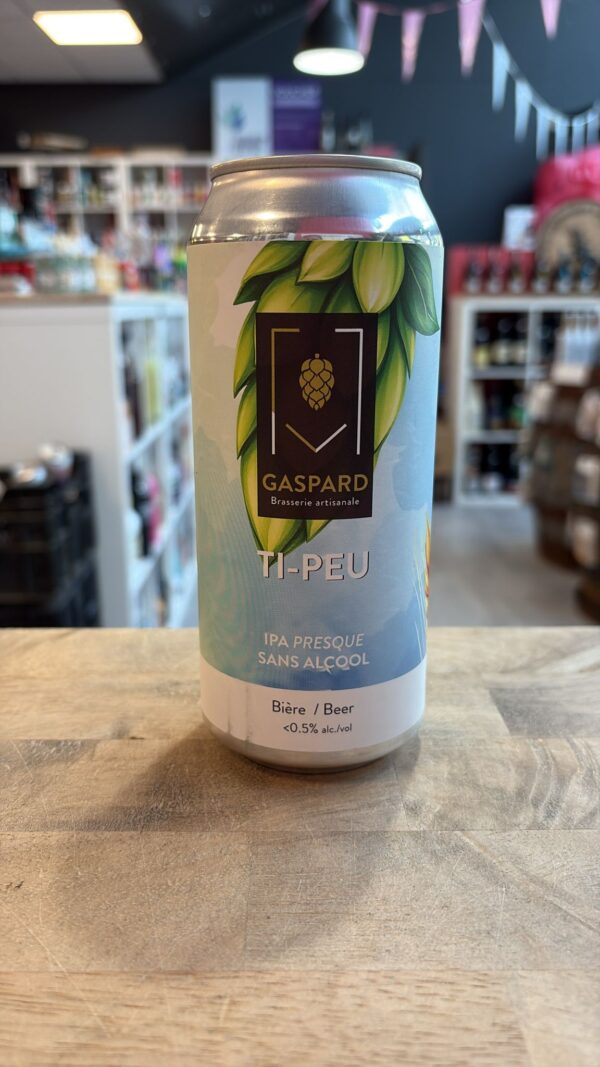 GASPARD
Brasserie artisanale
TI-PEU
IPA PRESQUE
SANS ALCOOL
Bière / Beer
<0.5% alc./vol